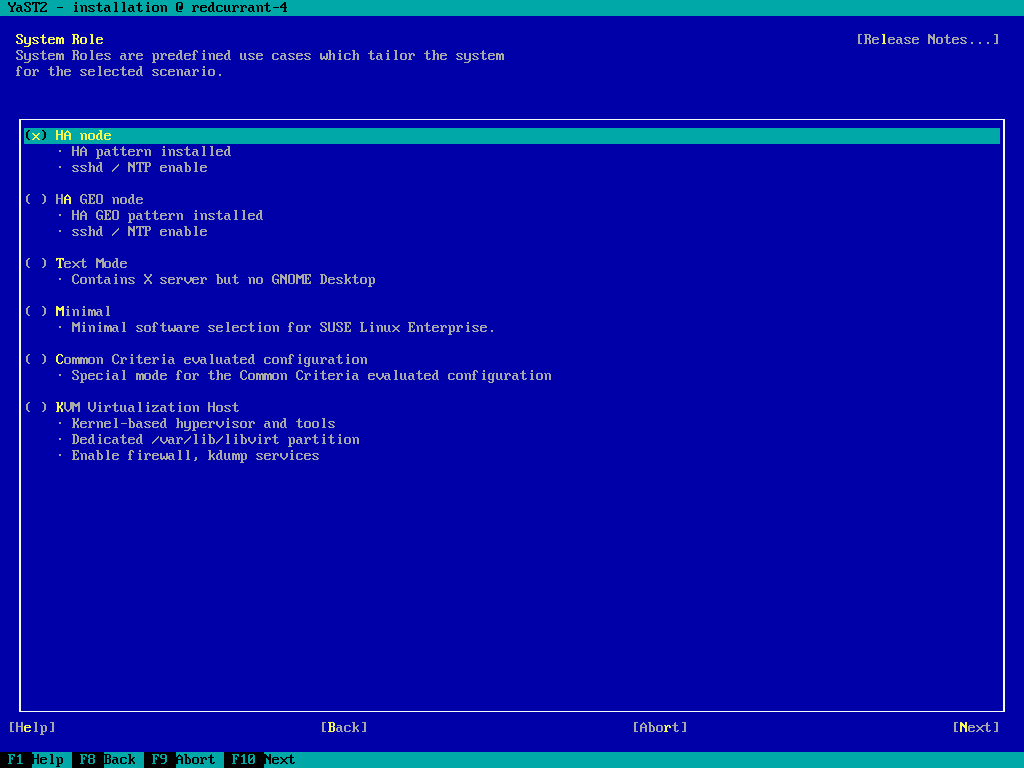 YaST2 - installation @ redcurrant-4
System Role [Release Notes...]
System Roles are predefined use cases which tailor the system
for the selected scenario.
(x) HA node
· HA pattern installed
· sshd / NTP enable
( ) HA GEO node
· HA GEO pattern installed
· sshd / NTP enable
( ) Text Mode
· Contains X server but no GNOME Desktop
( ) Minimal
· Minimal software selection for SUSE Linux Enterprise.
( ) Common Criteria evaluated configuration
· Special mode for the Common Criteria evaluated configuration
( ) KVM Virtualization Host
· Kernel-based hypervisor and tools
· Dedicated /var/lib/libvirt partition
· Enable firewall, kdump services
[Help] [Back] [Abort] [Next]
F1 Help F8 Back F9 Abort F10 Next